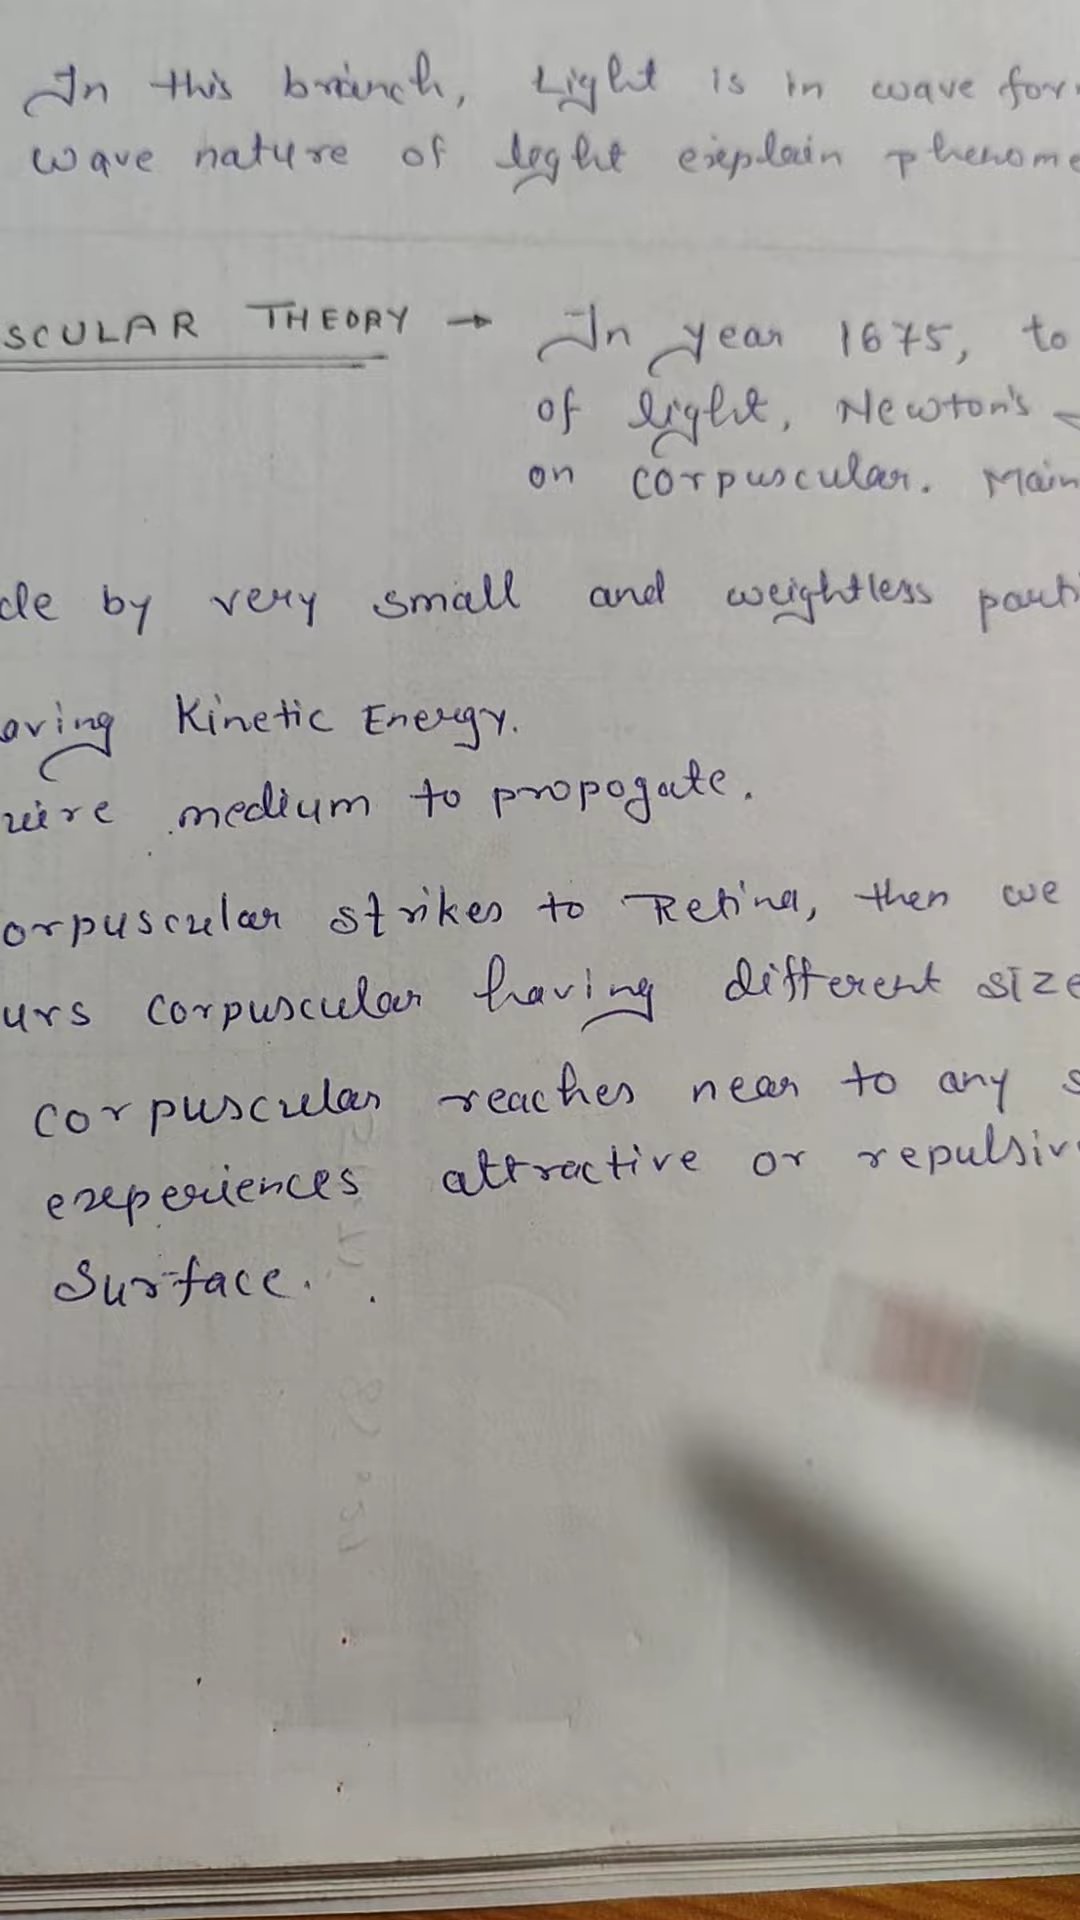 In this branch, Light is in wave for
wave nature of leght explain phenome
SCULAR THEORY → In year 1675, to
of light, Newton's
on corpuscular. Main
de by very small and weightless parti
aving Kinetic Energy.
uire medium to propogate.
orpuscular strikes to Retina, then we
urs corpuscular having different size
corpuscular reaches near to any s
experiences attractive or repulsiv
Surface.